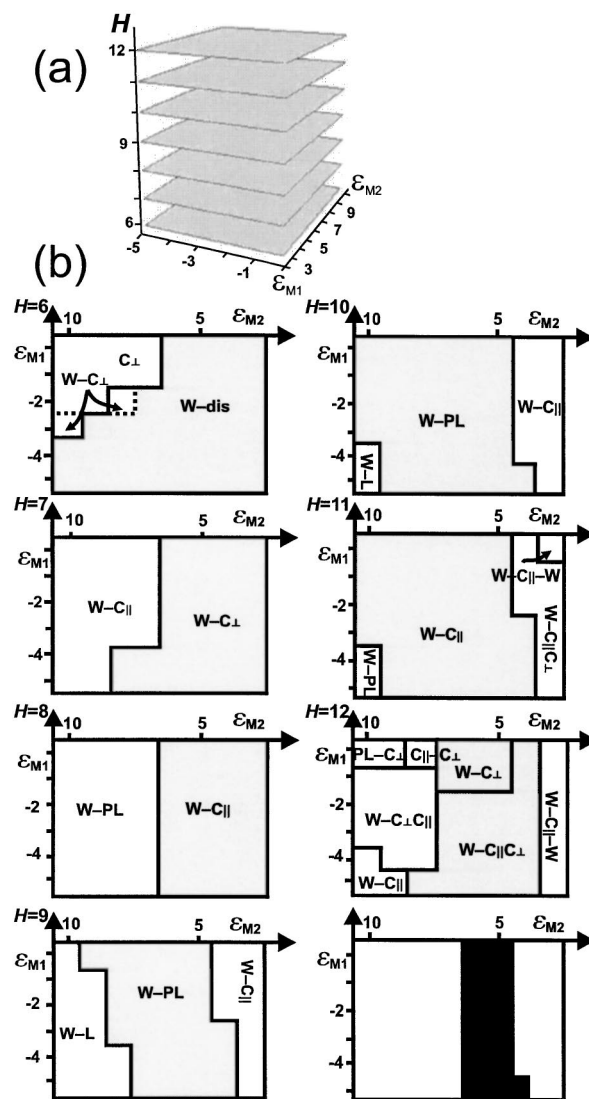 H
(a)
12
9
6
-5
-3
-1
εM1
3
5
7
9
εM2
(b)
H=6
10
5
εM2
εM1
-2
-4
C⊥
W–C⊥
W–dis
H=10
10
5
εM2
εM1
-2
-4
W–PL
W–C||
W–L
H=7
10
5
εM2
εM1
-2
-4
W–C||
W–C⊥
H=11
10
5
εM2
εM1
-2
-4
W–C||–W
W–C||
W–C||C⊥
W–PL
H=8
10
5
εM2
εM1
-2
-4
W–PL
W–C||
H=12
10
5
εM2
εM1
-2
-4
PL–C⊥
C||–C⊥
W–C⊥
W–C⊥C||
W–C||C⊥
W–C||–W
W–C||
H=9
10
5
εM2
εM1
-2
-4
W–L
W–PL
W–C||
10
5
εM2
εM1
-2
-4